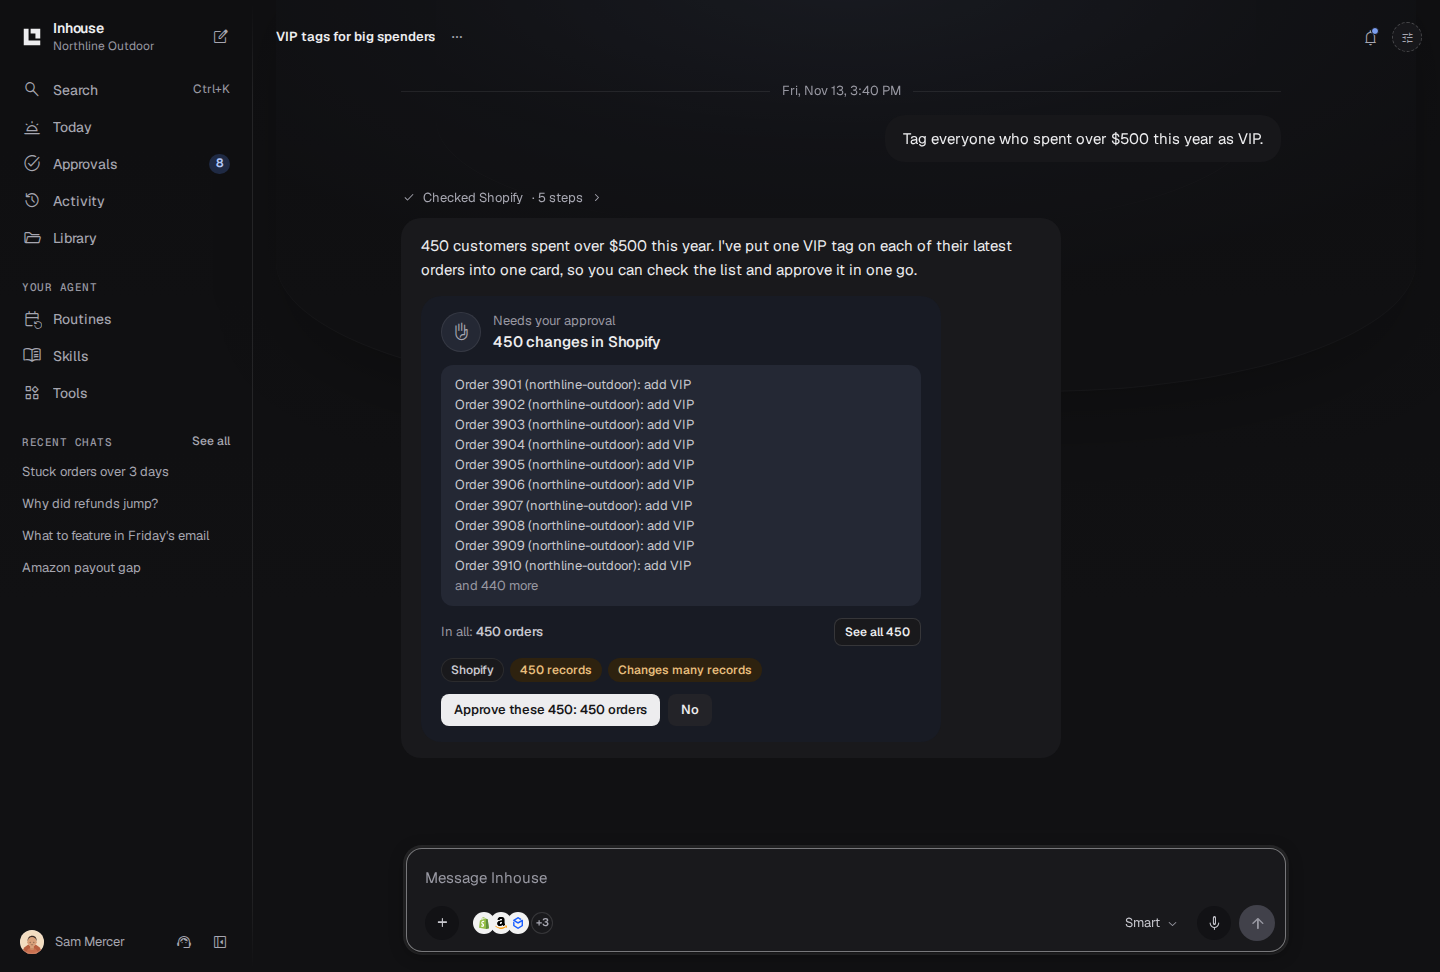 Inhouse
Northline Outdoor
Search Ctrl+K
Today
Approvals 8
Activity
Library
YOUR AGENT
Routines
Skills
Tools
RECENT CHATS See all
Stuck orders over 3 days
Why did refunds jump?
What to feature in Friday's email
Amazon payout gap
Sam Mercer
VIP tags for big spenders
Fri, Nov 13, 3:40 PM
Tag everyone who spent over $500 this year as VIP.
Checked Shopify · 5 steps
450 customers spent over $500 this year. I've put one VIP tag on each of their latest
orders into one card, so you can check the list and approve it in one go.
Needs your approval
450 changes in Shopify
Order 3901 (northline-outdoor): add VIP
Order 3902 (northline-outdoor): add VIP
Order 3903 (northline-outdoor): add VIP
Order 3904 (northline-outdoor): add VIP
Order 3905 (northline-outdoor): add VIP
Order 3906 (northline-outdoor): add VIP
Order 3907 (northline-outdoor): add VIP
Order 3908 (northline-outdoor): add VIP
Order 3909 (northline-outdoor): add VIP
Order 3910 (northline-outdoor): add VIP
and 440 more
In all: 450 orders See all 450
Shopify 450 records Changes many records
Approve these 450: 450 orders No
Message Inhouse
+3 Smart